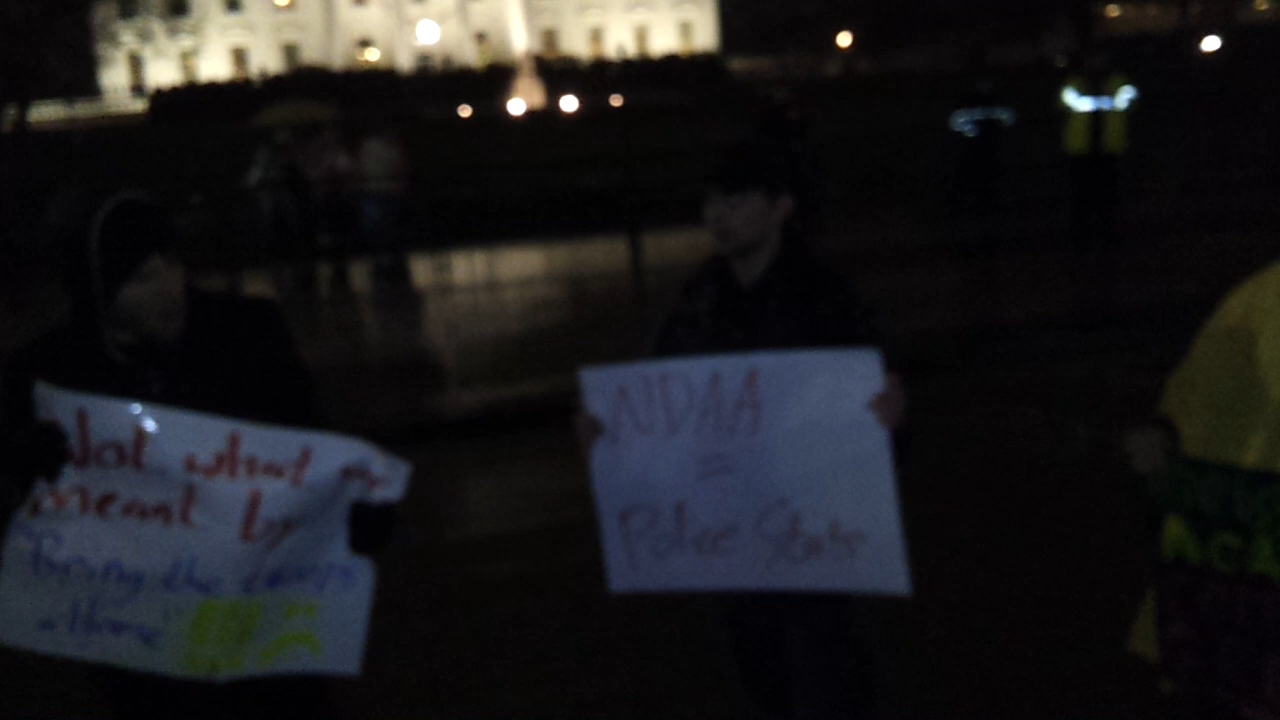 Not what we
meant by
"Bring the troops
Home
NDAA
=
Police State